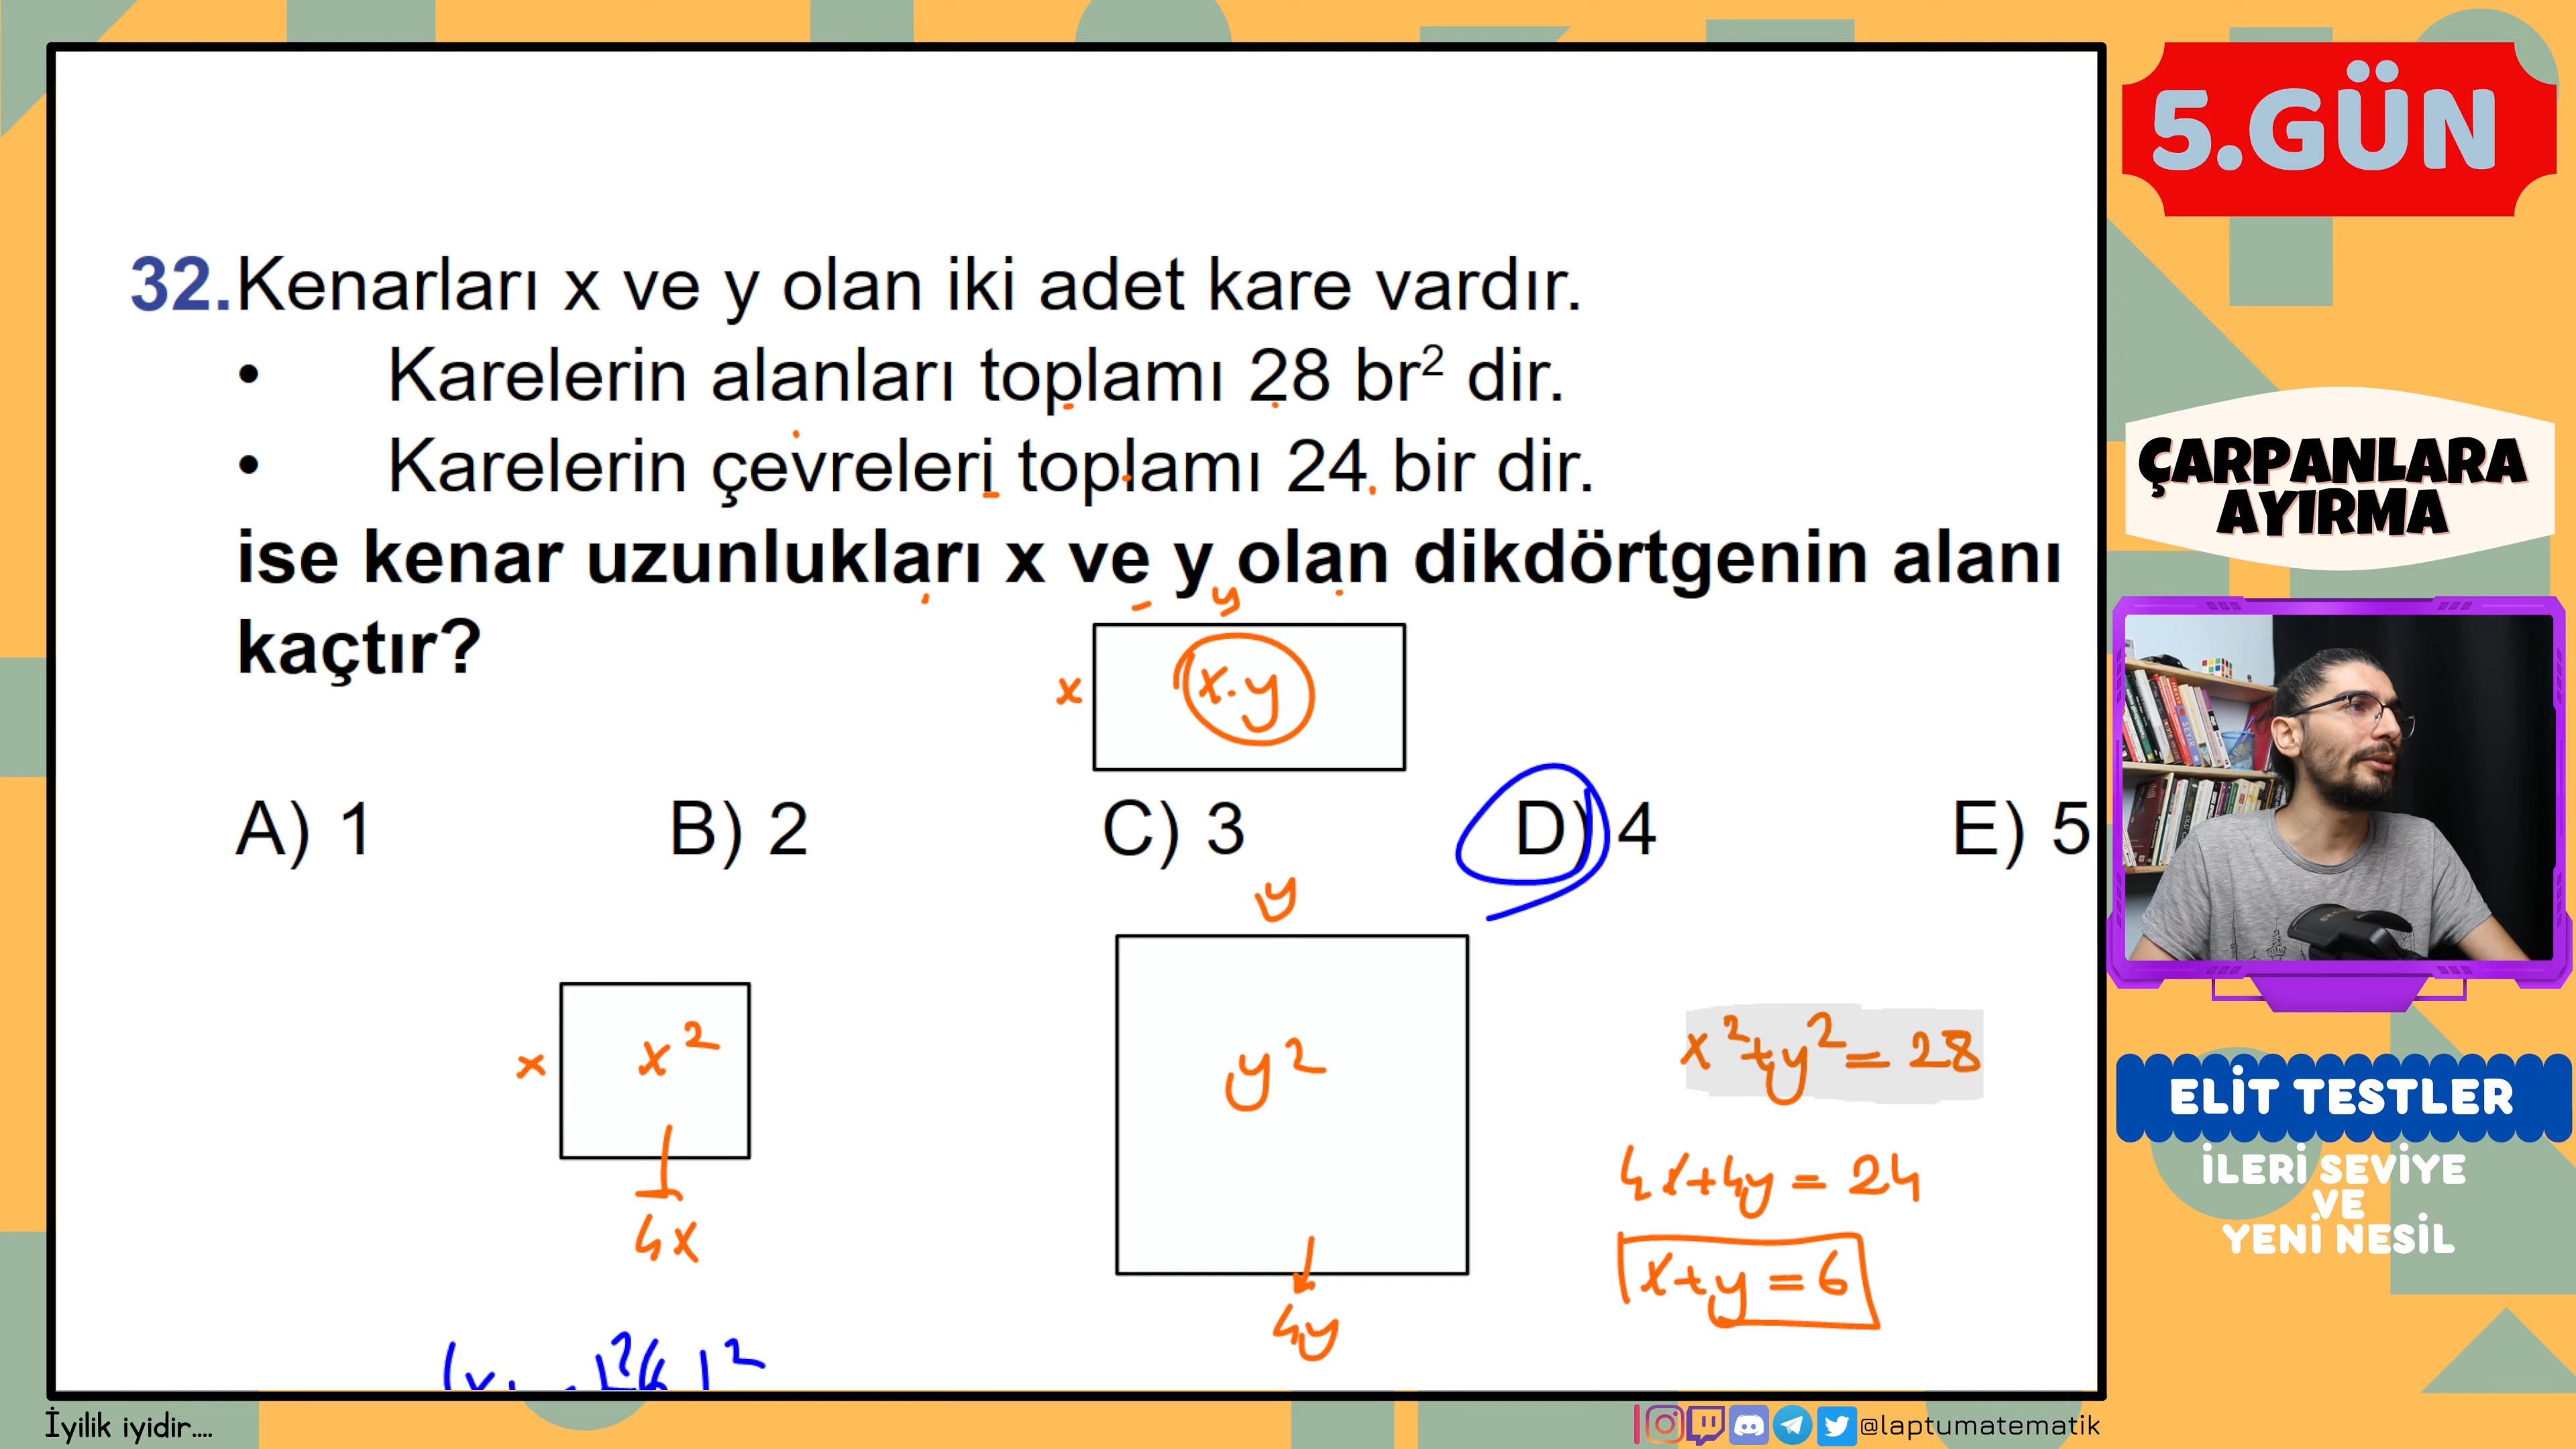 5.GÜN
32.Kenarları x ve y olan iki adet kare vardır.
• Karelerin alanları toplamı 28 br² dir.
• Karelerin çevreleri toplamı 24 bir dir.
ise kenar uzunlukları x ve y olan dikdörtgenin alanı
kaçtır?
y
x
x.y
A) 1 B) 2 C) 3 D) 4 E) 5
y
x
x²
4x
y²
4y
x²+y²=28
4x+4y=24
x+y=6
ÇARPANLARA
AYIRMA
ELİT TESTLER
İLERİ SEVİYE
VE
YENİ NESİL
İyilik iyidir....
@laptumatematik